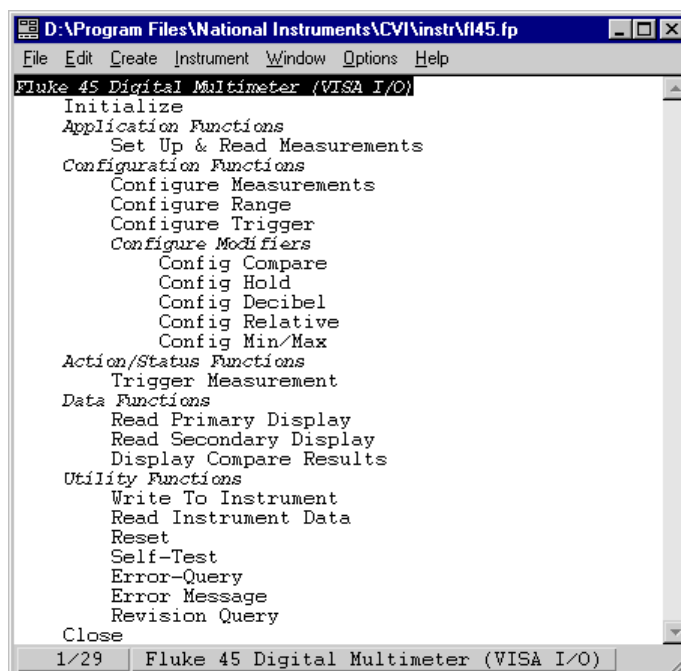 D:\Program Files\National Instruments\CVI\instr\fl45.fp
File Edit Create Instrument Window Options Help
Fluke 45 Digital Multimeter (VISA I/O)
Initialize
Application Functions
Set Up & Read Measurements
Configuration Functions
Configure Measurements
Configure Range
Configure Trigger
Configure Modifiers
Config Compare
Config Hold
Config Decibel
Config Relative
Config Min/Max
Action/Status Functions
Trigger Measurement
Data Functions
Read Primary Display
Read Secondary Display
Display Compare Results
Utility Functions
Write To Instrument
Read Instrument Data
Reset
Self-Test
Error-Query
Error Message
Revision Query
Close
1/29 Fluke 45 Digital Multimeter (VISA I/O)